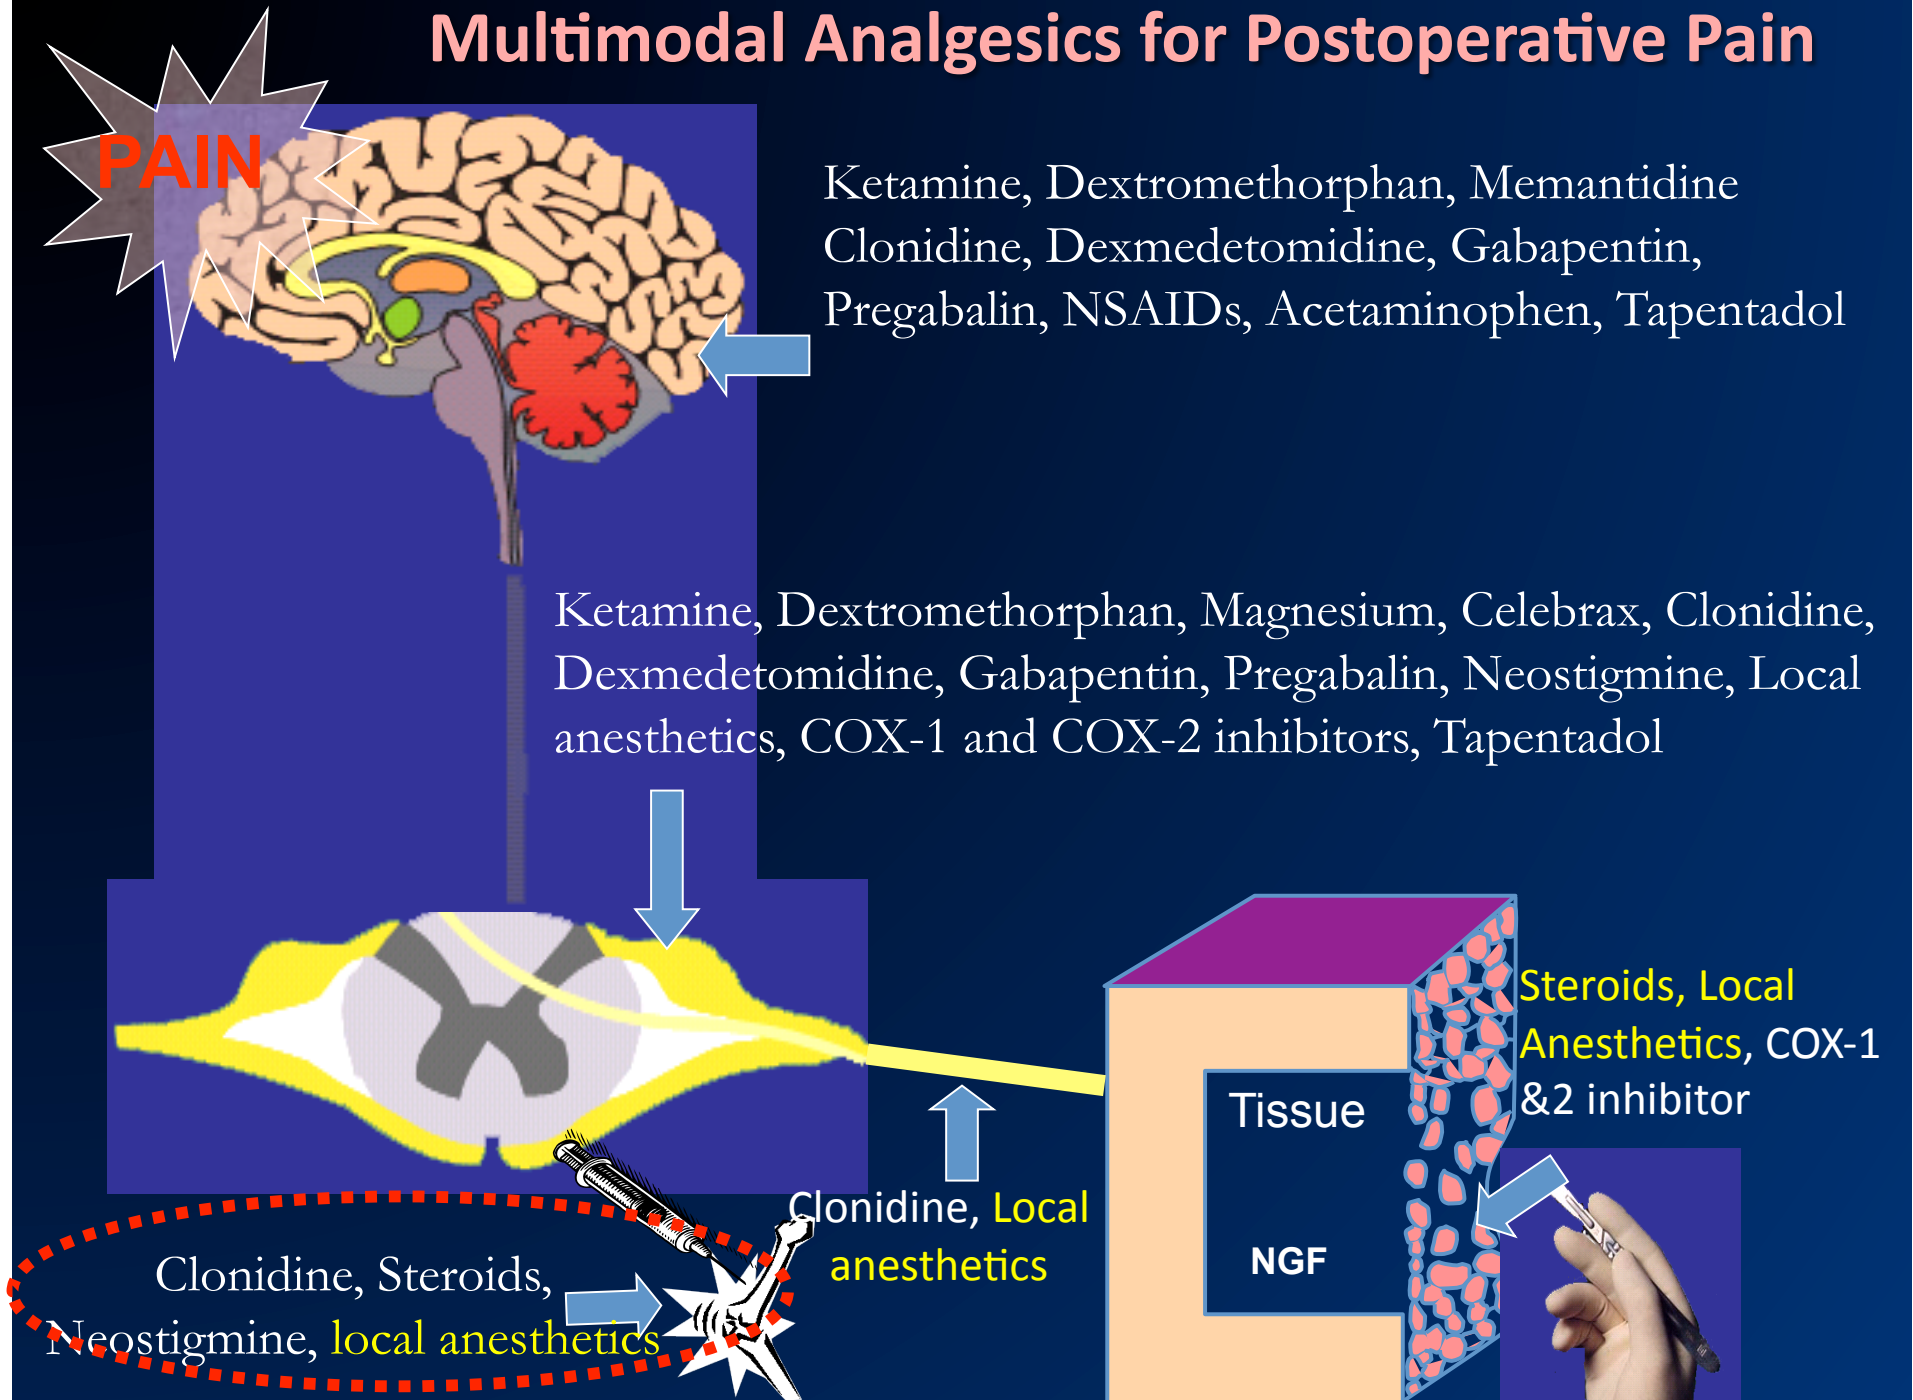 Multimodal Analgesics for Postoperative Pain
PAIN
Ketamine, Dextromethorphan, Memantidine
Clonidine, Dexmedetomidine, Gabapentin,
Pregabalin, NSAIDs, Acetaminophen, Tapentadol
Ketamine, Dextromethorphan, Magnesium, Celebrax, Clonidine,
Dexmedetomidine, Gabapentin, Pregabalin, Neostigmine, Local
anesthetics, COX-1 and COX-2 inhibitors, Tapentadol
Steroids, Local
Anesthetics, COX-1
&2 inhibitor
Tissue
NGF
Clonidine, Local
anesthetics
Clonidine, Steroids,
Neostigmine, local anesthetics